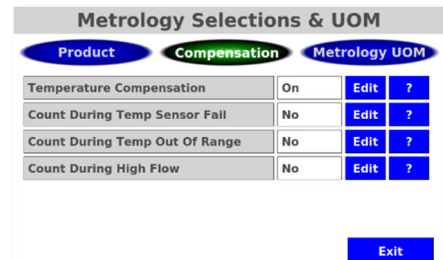 Metrology Selections & UOM
Product Compensation Metrology UOM
Temperature Compensation On Edit ?
Count During Temp Sensor Fail No Edit ?
Count During Temp Out Of Range No Edit ?
Count During High Flow No Edit ?
Exit